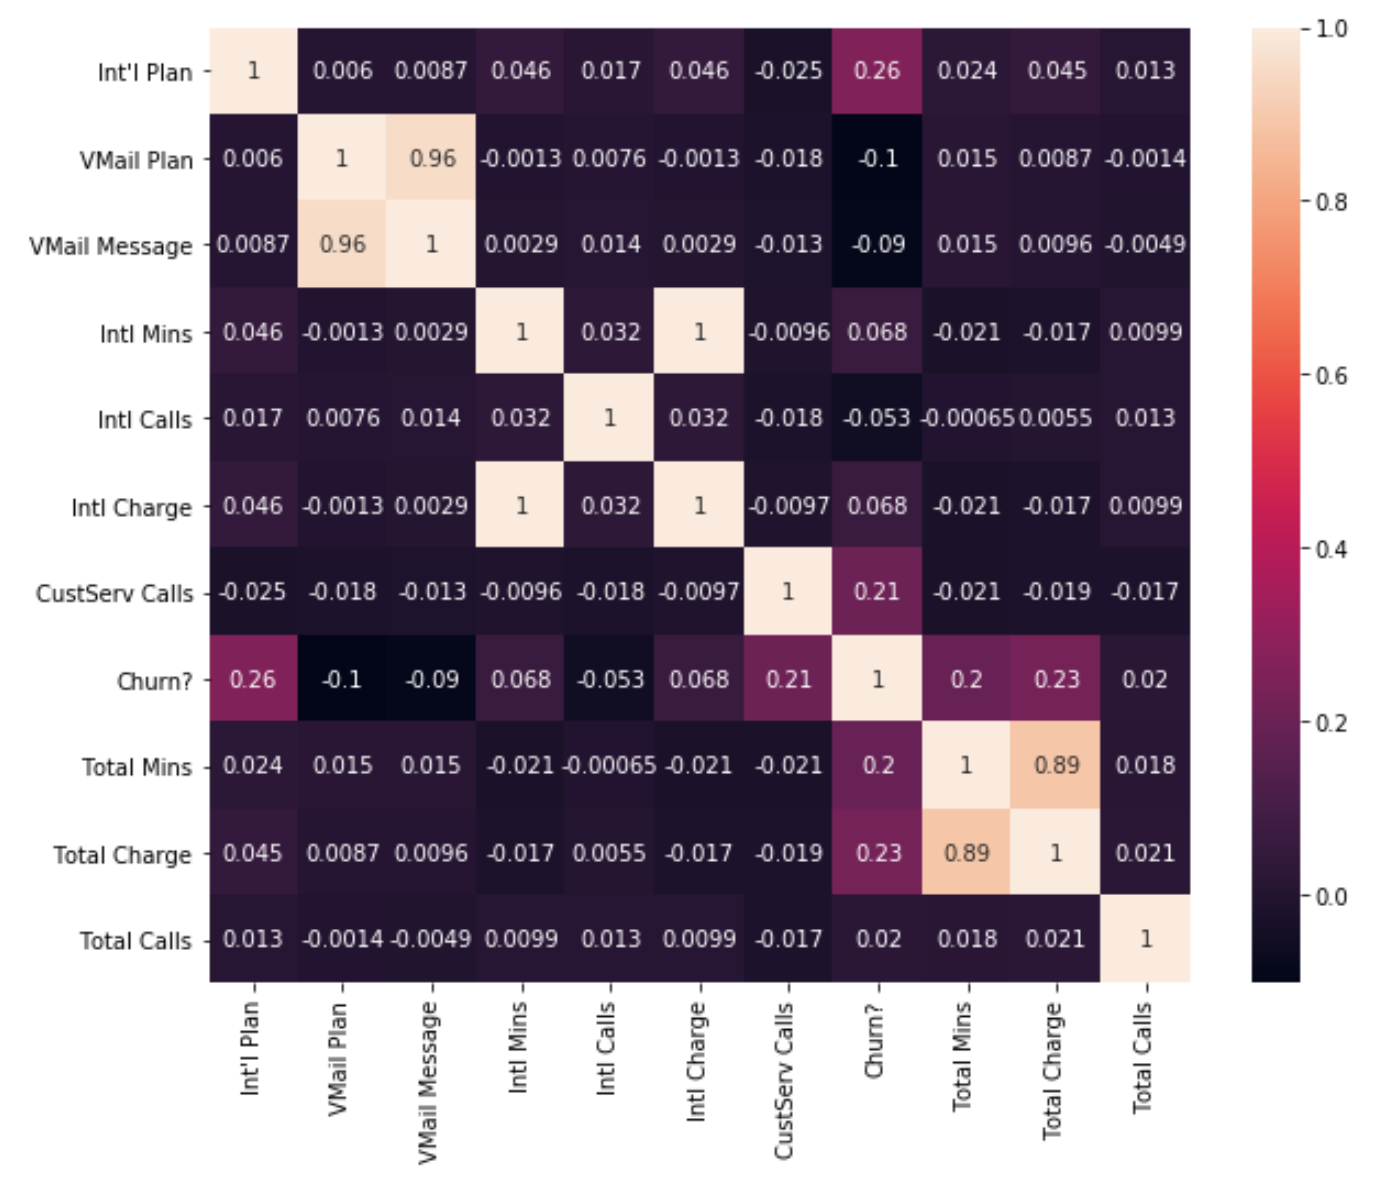 Int'l Plan 1 0.006 0.0087 0.046 0.017 0.046 -0.025 0.26 0.024 0.045 0.013
VMail Plan 0.006 1 0.96 -0.0013 0.0076 -0.0013 -0.018 -0.1 0.015 0.0087 -0.0014
VMail Message 0.0087 0.96 1 0.0029 0.014 0.0029 -0.013 -0.09 0.015 0.0096 -0.0049
Intl Mins 0.046 -0.0013 0.0029 1 0.032 1 -0.0096 0.068 -0.021 -0.017 0.0099
Intl Calls 0.017 0.0076 0.014 0.032 1 0.032 -0.018 -0.053 -0.00065 0.0055 0.013
Intl Charge 0.046 -0.0013 0.0029 1 0.032 1 -0.0097 0.068 -0.021 -0.017 0.0099
CustServ Calls -0.025 -0.018 -0.013 -0.0096 -0.018 -0.0097 1 0.21 -0.021 -0.019 -0.017
Churn? 0.26 -0.1 -0.09 0.068 -0.053 0.068 0.21 1 0.2 0.23 0.02
Total Mins 0.024 0.015 0.015 -0.021 -0.00065 -0.021 -0.021 0.2 1 0.89 0.018
Total Charge 0.045 0.0087 0.0096 -0.017 0.0055 -0.017 -0.019 0.23 0.89 1 0.021
Total Calls 0.013 -0.0014 -0.0049 0.0099 0.013 0.0099 -0.017 0.02 0.018 0.021 1
Int'l Plan
VMail Plan
VMail Message
Intl Mins
Intl Calls
Intl Charge
CustServ Calls
Churn?
Total Mins
Total Charge
Total Calls
1.0
0.8
0.6
0.4
0.2
0.0